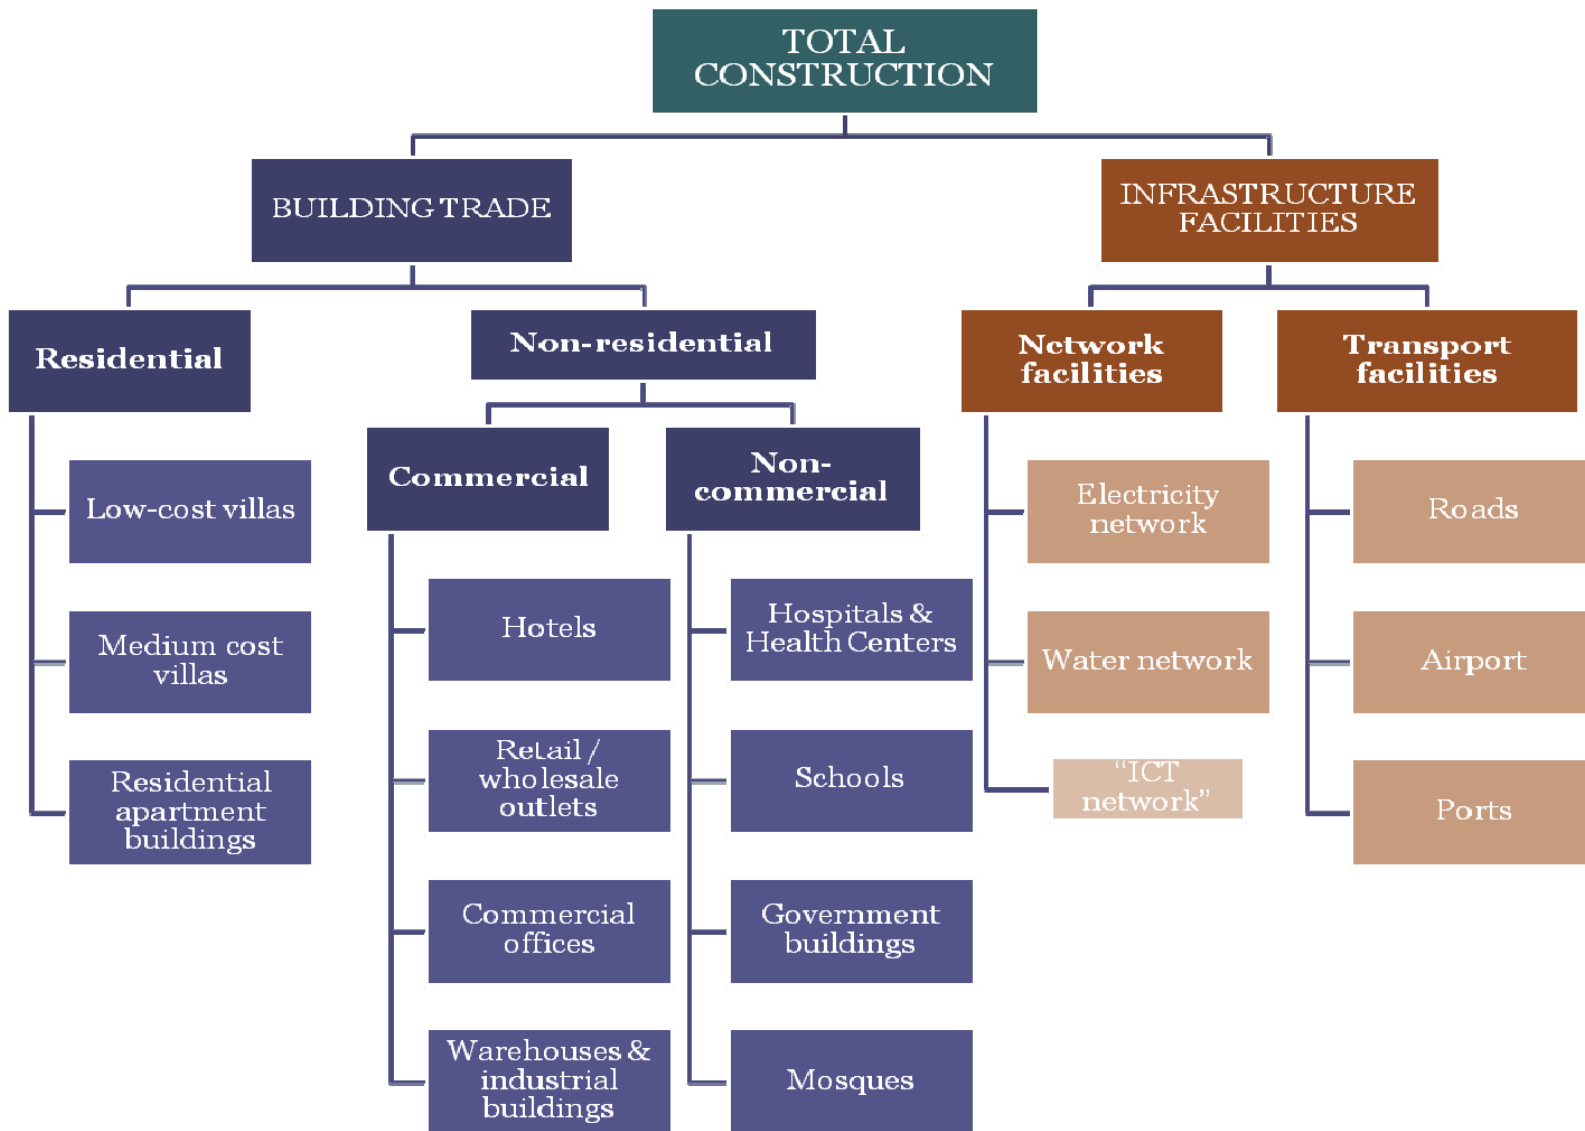 TOTAL
CONSTRUCTION
BUILDING TRADE
INFRASTRUCTURE
FACILITIES
Residential
Non-residential
Network
facilities
Transport
facilities
Commercial
Non-
commercial
Low-cost villas
Medium cost
villas
Residential
apartment
buildings
Hotels
Retail /
wholesale
outlets
Commercial
offices
Warehouses &
industrial
buildings
Hospitals &
Health Centers
Schools
Government
buildings
Mosques
Electricity
network
Water network
“ICT
network”
Roads
Airport
Ports